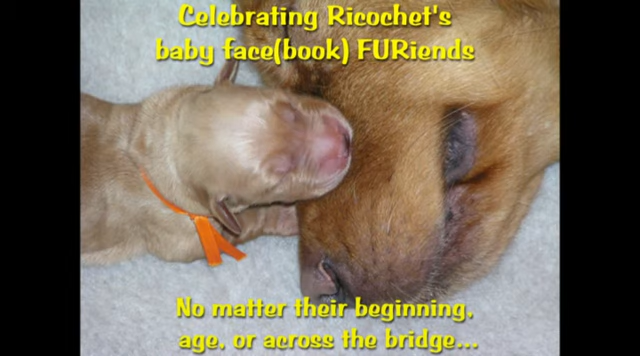 Celebrating Ricochet's
baby face(book) FURiends
No matter their beginning,
age, or across the bridge...